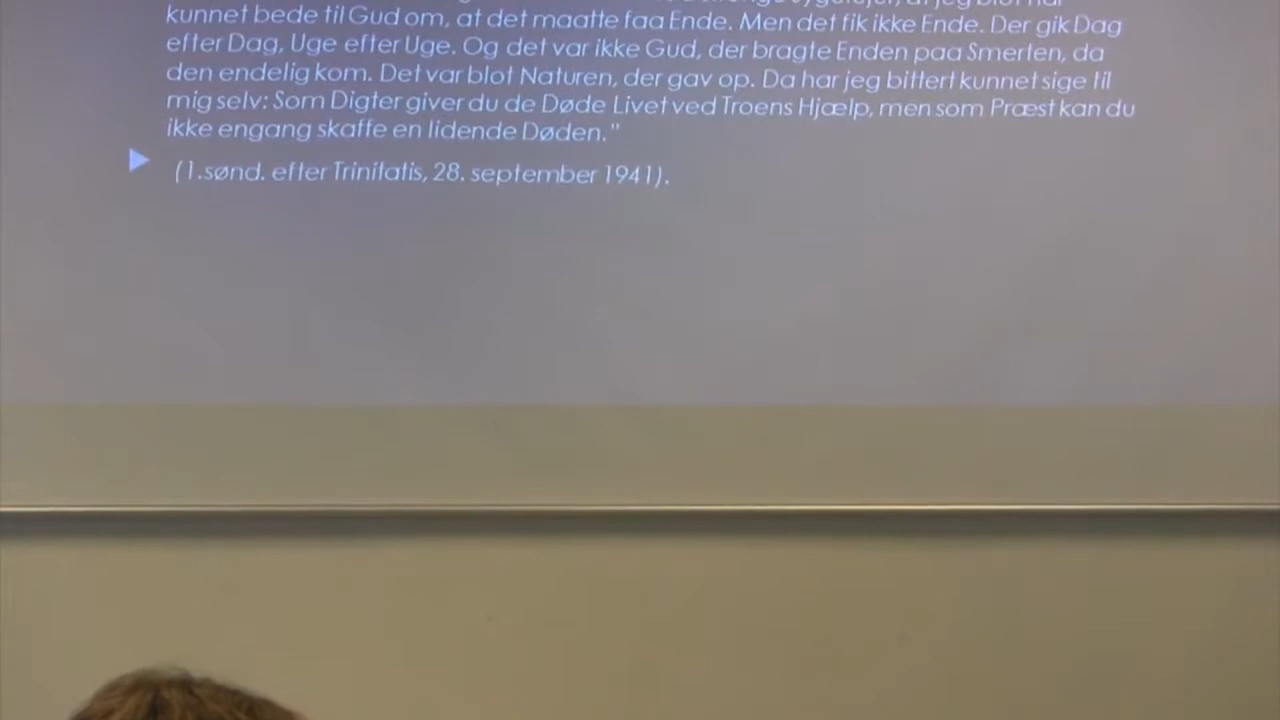 kunnet bede til Gud om, at det maatte faa Ende. Men det fik ikke Ende. Der gik Dag
efter Dag, Uge efter Uge. Og det var ikke Gud, der bragte Enden paa Smerten, da
den endelig kom. Det var blot Naturen, der gav op. Da har jeg bittert kunnet sige til
mig selv: Som Digter giver du de Døde Livet ved Troens Hjælp, men som Præst kan du
ikke engang skaffe en lidende Døden."
(1.sønd. efter Trinitatis, 28. september 1941).